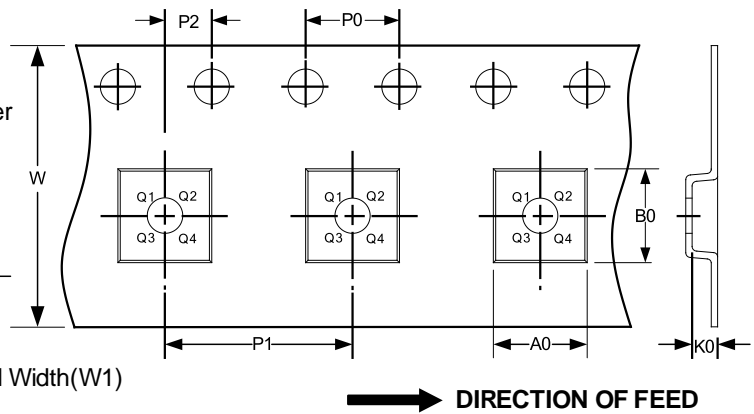 P2 P0
er
W
Q1 Q2 Q1 Q2 Q1 Q2
B0
Q3 Q4 Q3 Q4 Q3 Q4
P1 A0 K0
Width(W1)
DIRECTION OF FEED